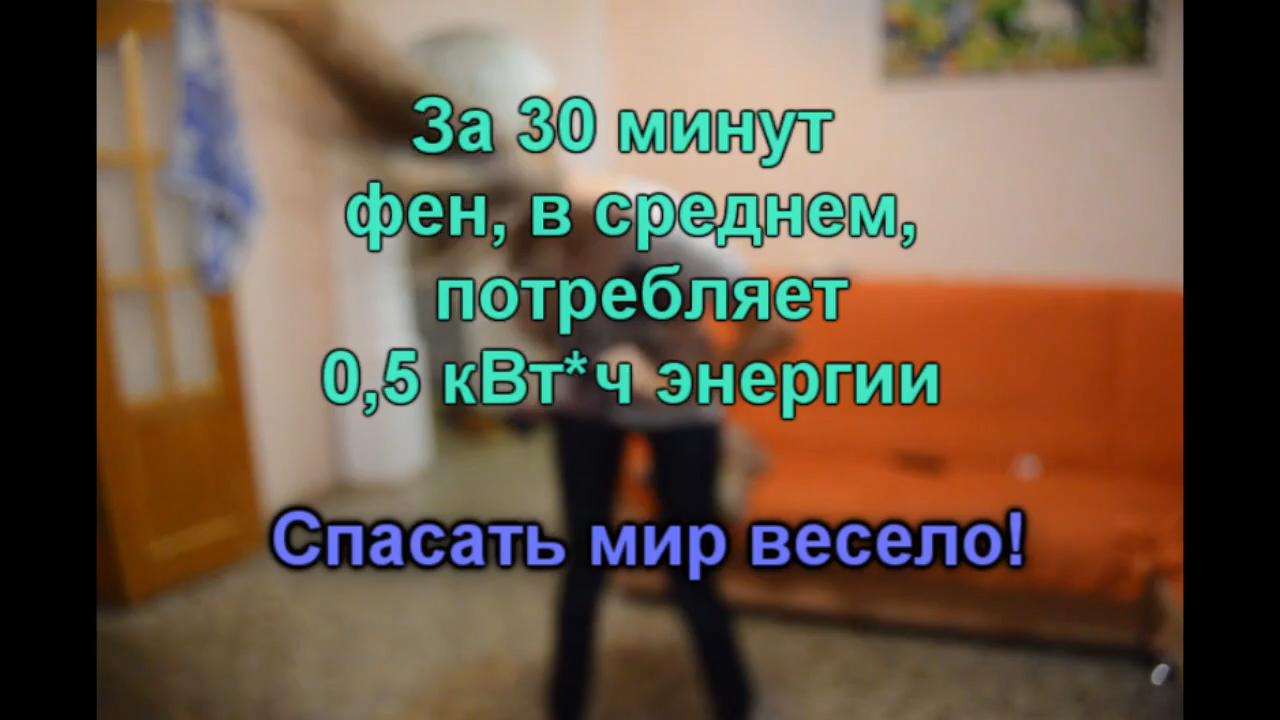 За 30 минут
фен, в среднем,
потребляет
0,5 кВт*ч энергии
Спасать мир весело!